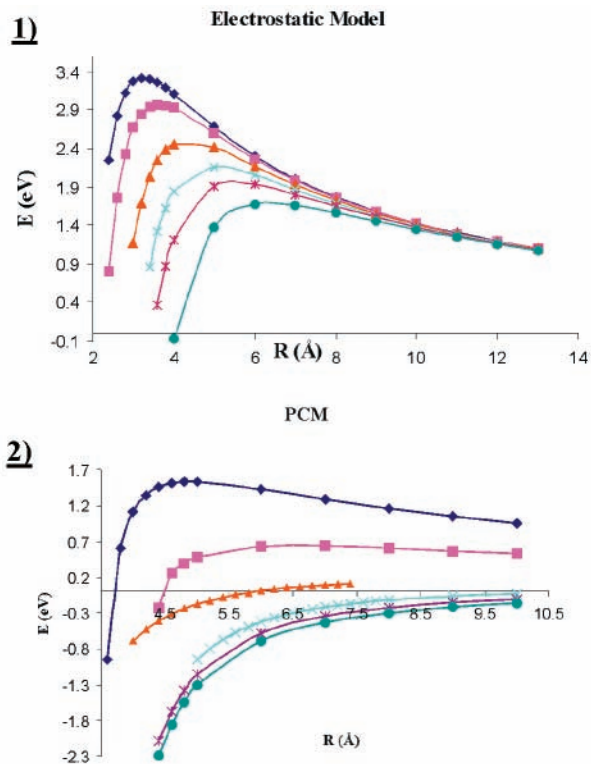 1)
Electrostatic Model
3.4
2.9
2.4
1.9
1.4
0.9
0.4
-0.1
E (eV)
2 4 6 8 10 12 14
R (Å)
PCM
2)
1.7
1.2
0.7
0.2
-0.3
-0.8
-1.3
-1.8
-2.3
E (eV)
4.5 5.5 6.5 7.5 8.5 9.5 10.5
R (Å)